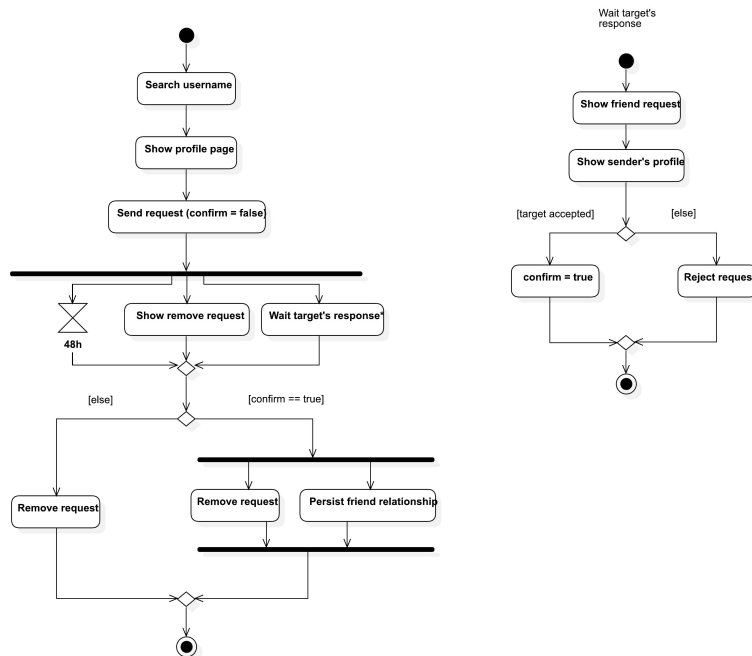 Search username
Show profile page
Send request (confirm = false)
48h
Show remove request
Wait target's response*
[else]
[confirm == true]
Remove request
Remove request
Persist friend relationship
Wait target's
response
Show friend request
Show sender's profile
[target accepted]
[else]
confirm = true
Reject reques